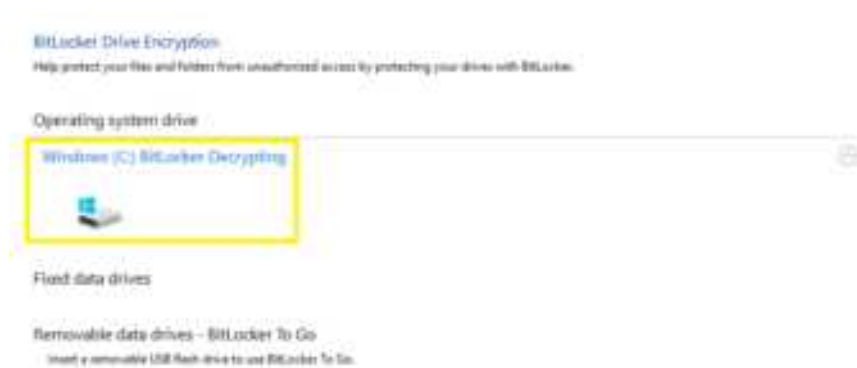 BitLocker Drive Encryption
Help protect your files and folders from unauthorized access by protecting your drives with BitLocker.
Operating system drive
Windows (C:) BitLocker Decrypting
Fixed data drives
Removable data drives - BitLocker To Go
Insert a removable USB flash drive to use BitLocker To Go.